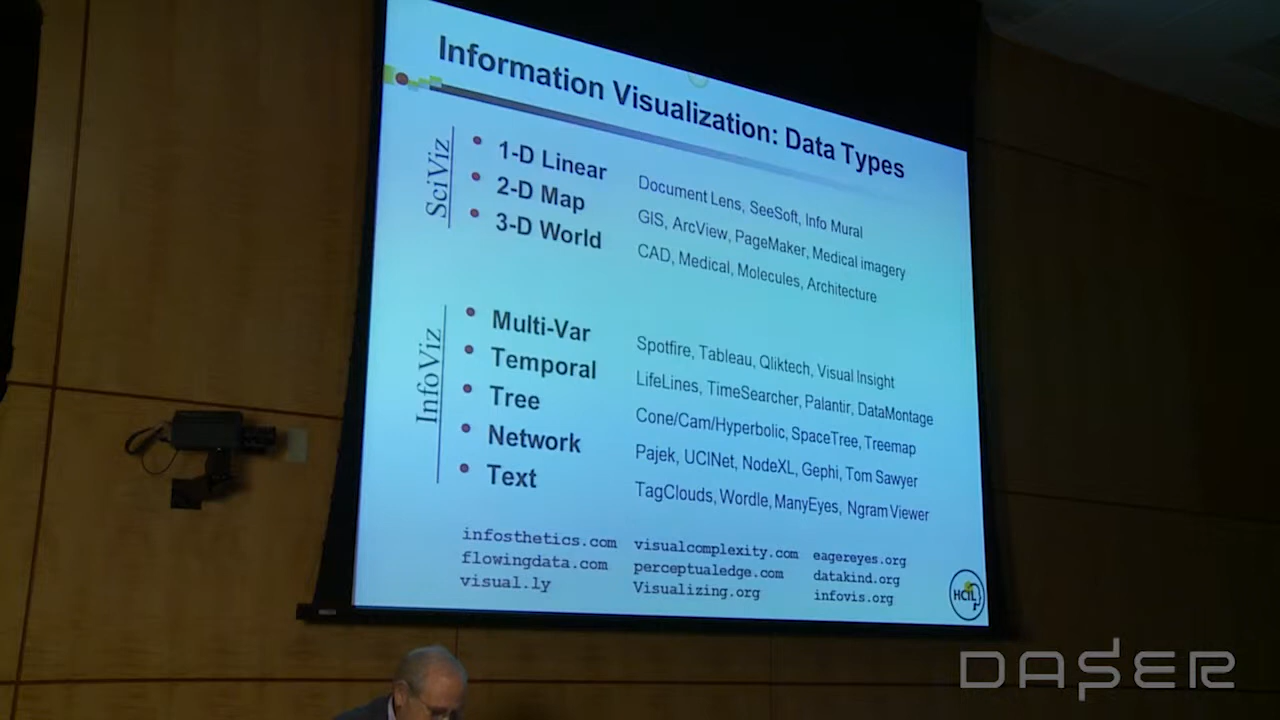 Information Visualization: Data Types
SciViz
1-D Linear Document Lens, SeeSoft, Info Mural
2-D Map GIS, ArcView, PageMaker, Medical imagery
3-D World CAD, Medical, Molecules, Architecture
InfoViz
Multi-Var Spotfire, Tableau, Qliktech, Visual Insight
Temporal LifeLines, TimeSearcher, Palantir, DataMontage
Tree Cone/Cam/Hyperbolic, SpaceTree, Treemap
Network Pajek, UCINet, NodeXL, Gephi, Tom Sawyer
Text TagClouds, Wordle, ManyEyes, Ngram Viewer
infosthetics.com visualcomplexity.com eagereyes.org
flowingdata.com perceptualedge.com datakind.org
visual.ly Visualizing.org infovis.org
HCIL
DASER